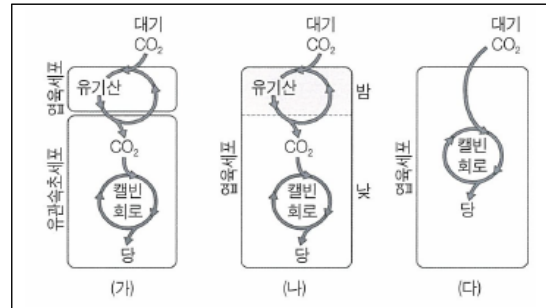 대기
CO₂
엽육세포
유기산
유관속초세포
CO₂
캘빈
회로
당
(가)
대기
CO₂
유기산
밤
엽육세포
CO₂
낮
캘빈
회로
당
(나)
대기
CO₂
엽육세포
캘빈
회로
당
(다)